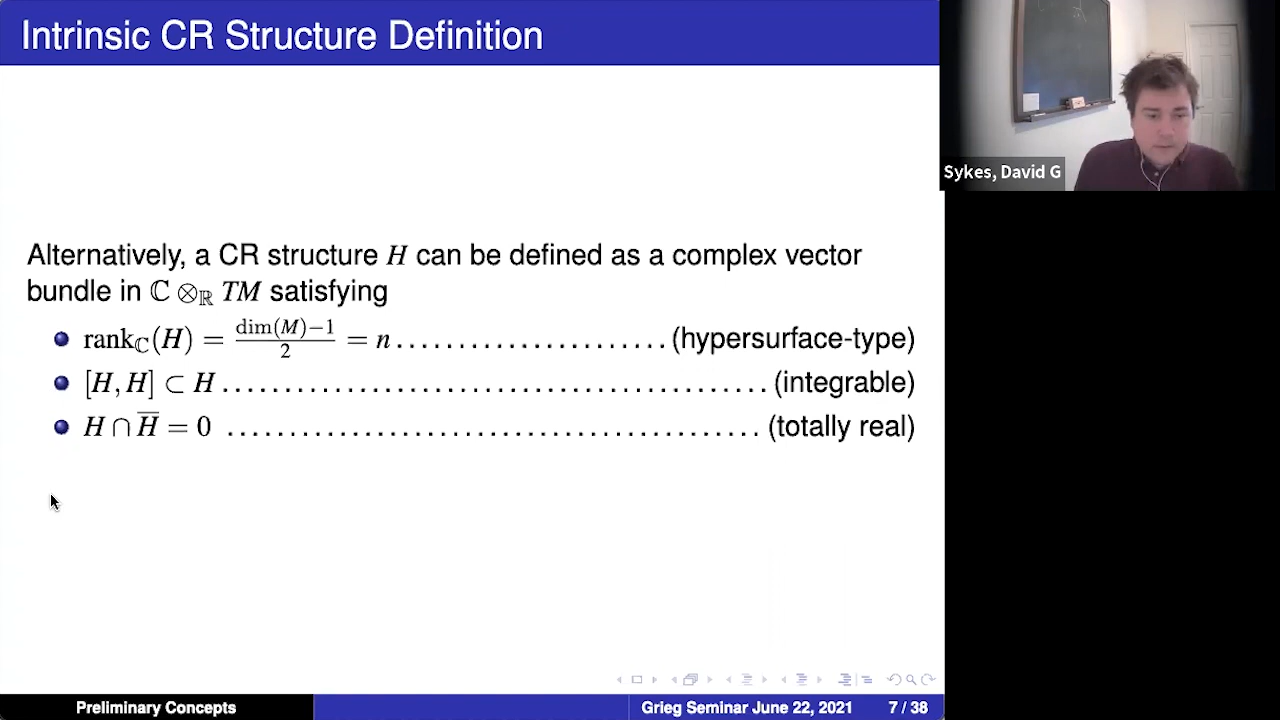 Intrinsic CR Structure Definition
Sykes, David G
Alternatively, a CR structure H can be defined as a complex vector
bundle in ℂ ⊗_ℝ TM satisfying
rank_ℂ(H) = (dim(M)−1)/2 = n ...................... (hypersurface-type)
[H, H] ⊂ H ............................................ (integrable)
H ∩ H̅ = 0 ........................................... (totally real)
Preliminary Concepts
Grieg Seminar June 22, 2021 7 / 38